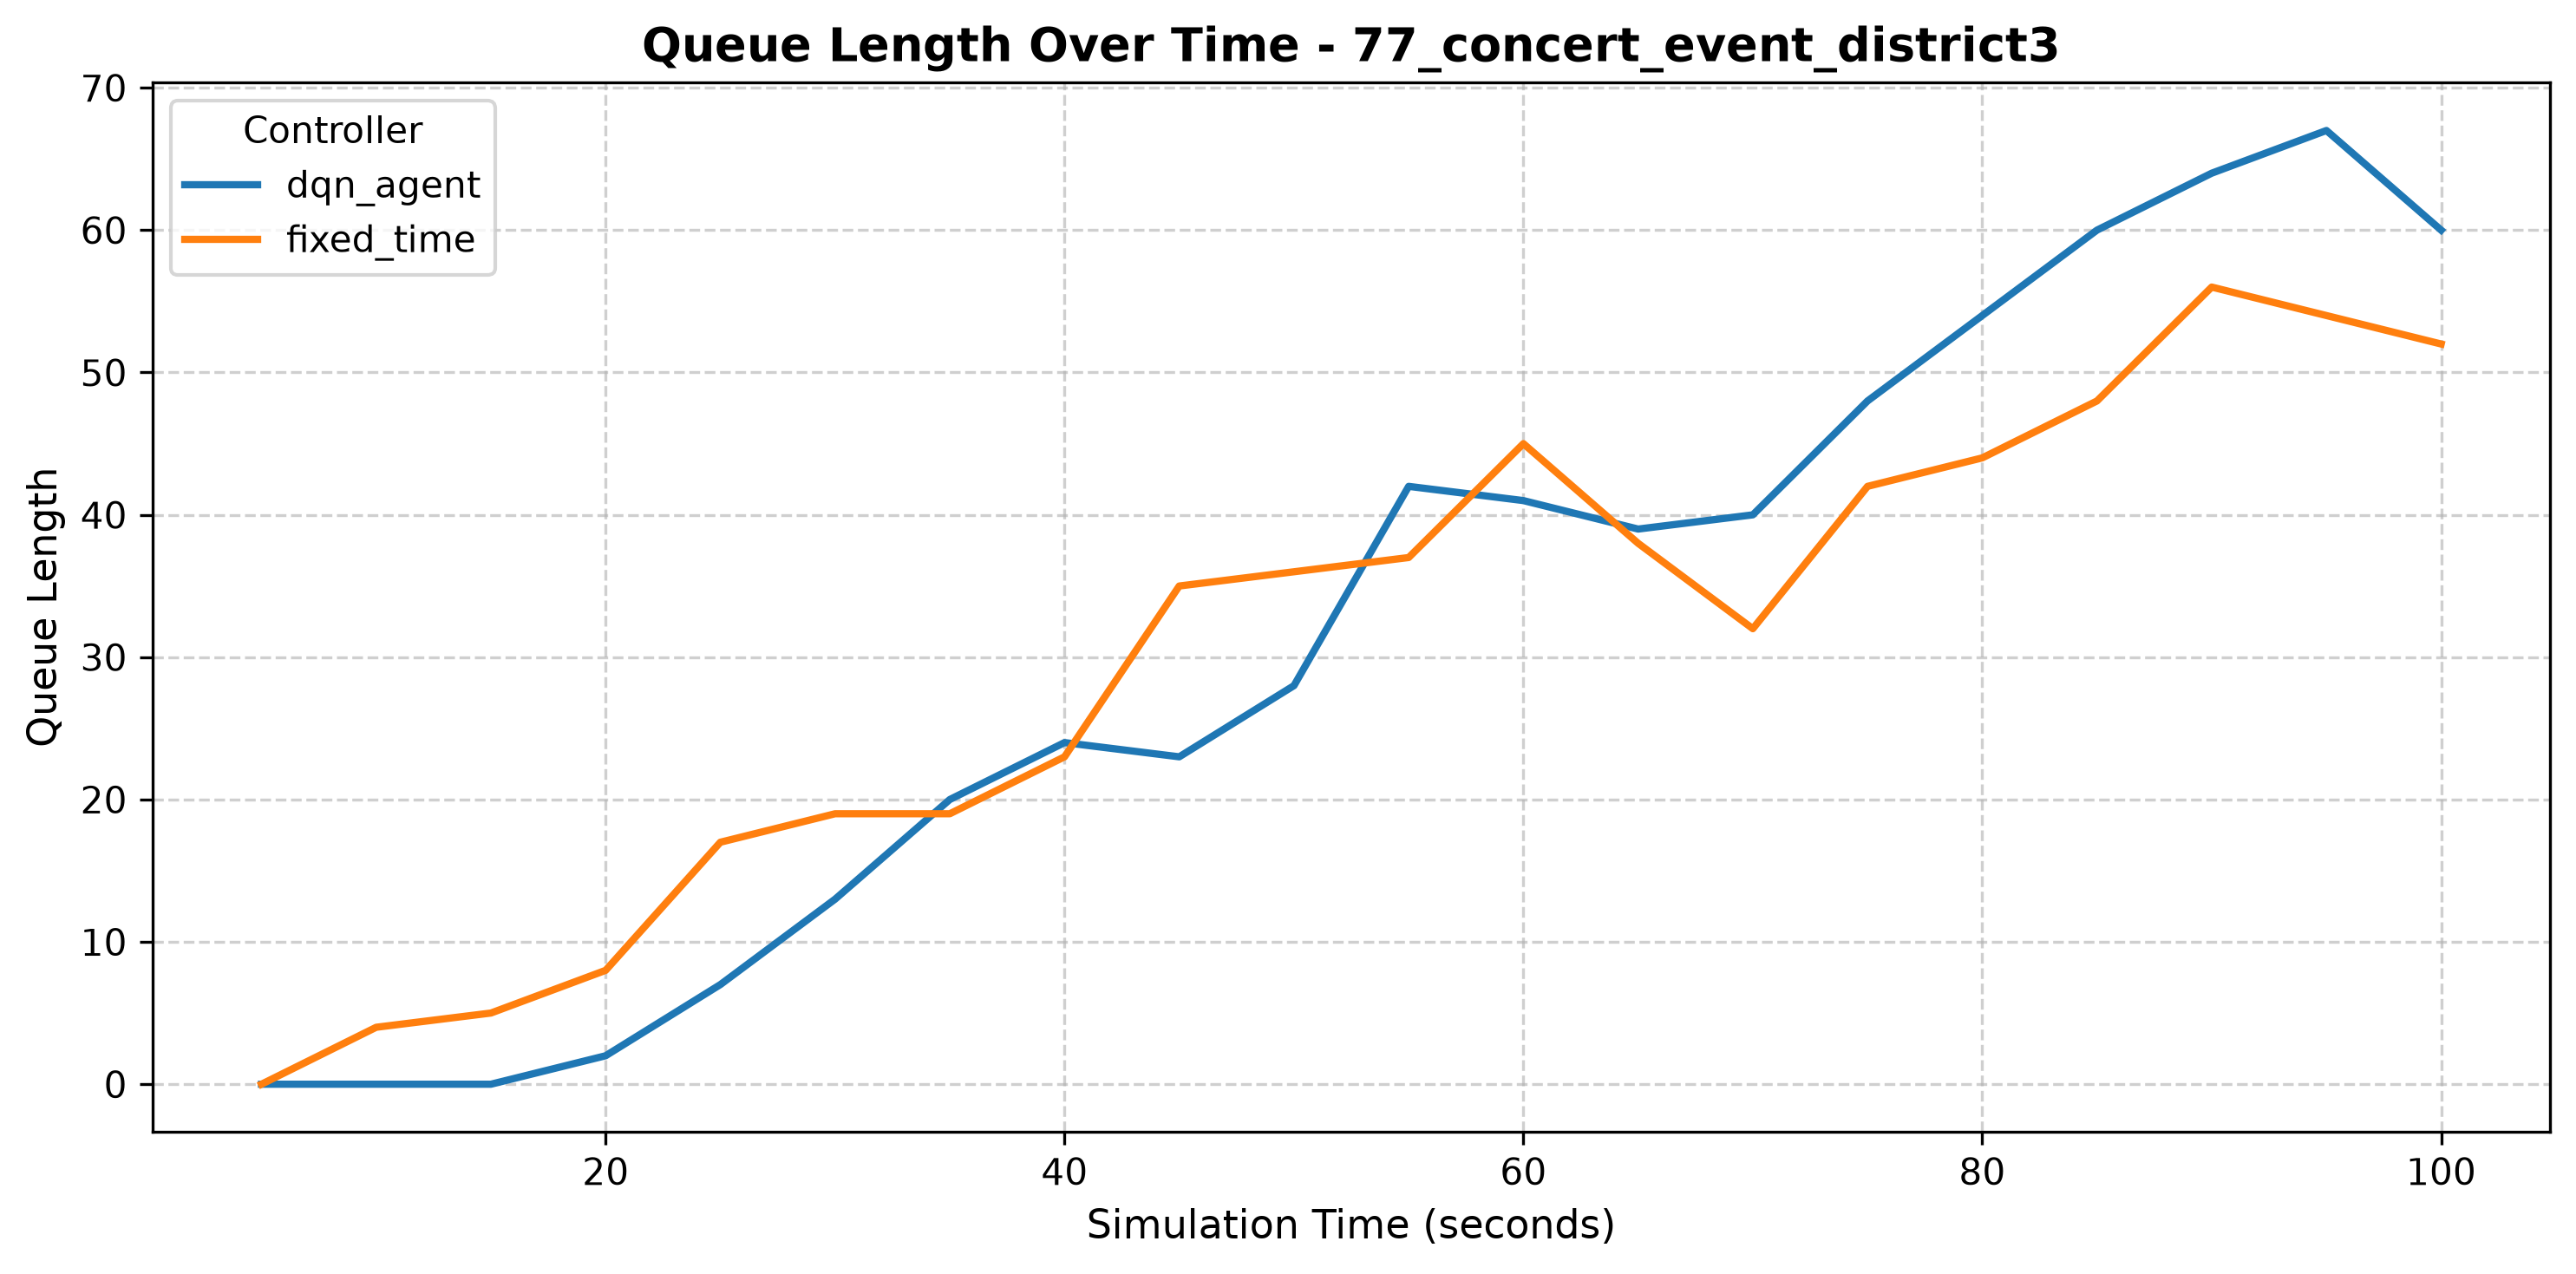 Queue Length Over Time - 77_concert_event_district3
Controller
dqn_agent
fixed_time
Queue Length
70
60
50
40
30
20
10
0
20 40 60 80 100
Simulation Time (seconds)